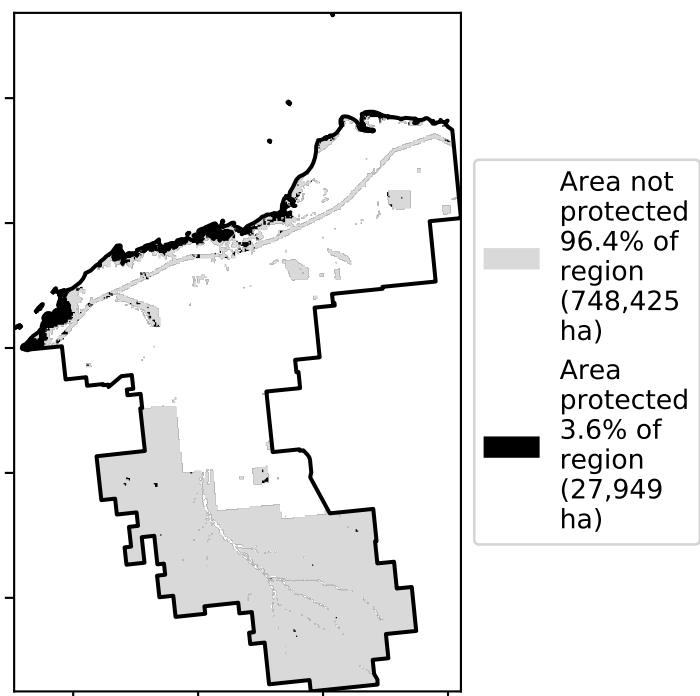 Area not
protected
96.4% of
region
(748,425
ha)
Area
protected
3.6% of
region
(27,949
ha)